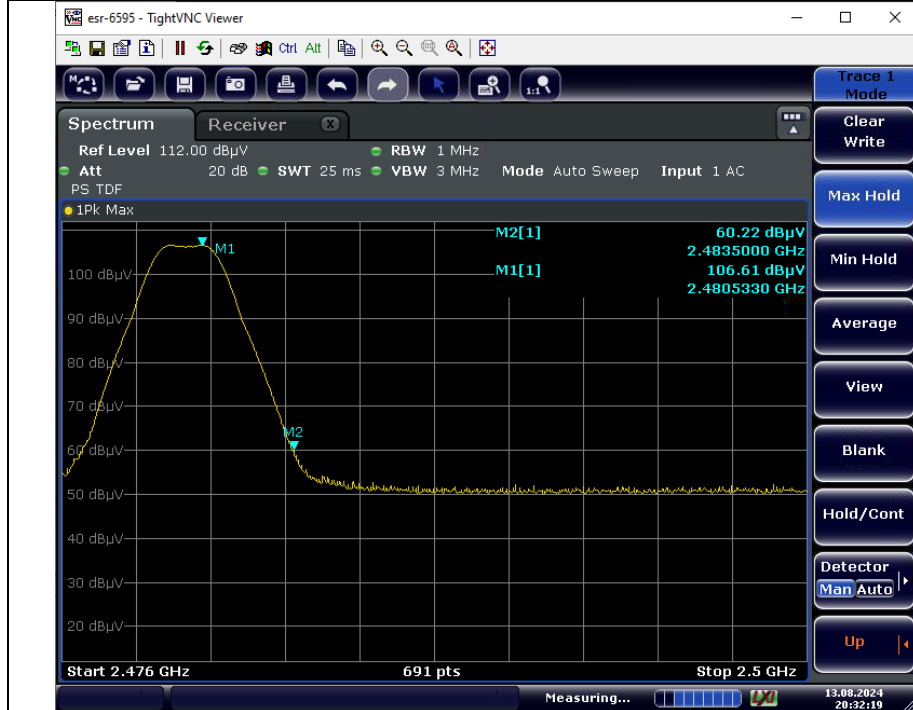 esr-6595 - TightVNC Viewer
Ctrl Alt
Spectrum Receiver
Ref Level 112.00 dBµV RBW 1 MHz
Att 20 dB SWT 25 ms VBW 3 MHz Mode Auto Sweep Input 1 AC
PS TDF
1Pk Max
M2[1] 60.22 dBµV
2.4835000 GHz
M1[1] 106.61 dBµV
2.4805330 GHz
M1
100 dBµV
90 dBµV
80 dBµV
70 dBµV
M2
60 dBµV
50 dBµV
40 dBµV
30 dBµV
20 dBµV
Start 2.476 GHz 691 pts Stop 2.5 GHz
Measuring...
13.08.2024
20:32:19
1:1
Trace 1
Mode
Clear
Write
Max Hold
Min Hold
Average
View
Blank
Hold/Cont
Detector
Man Auto
Up